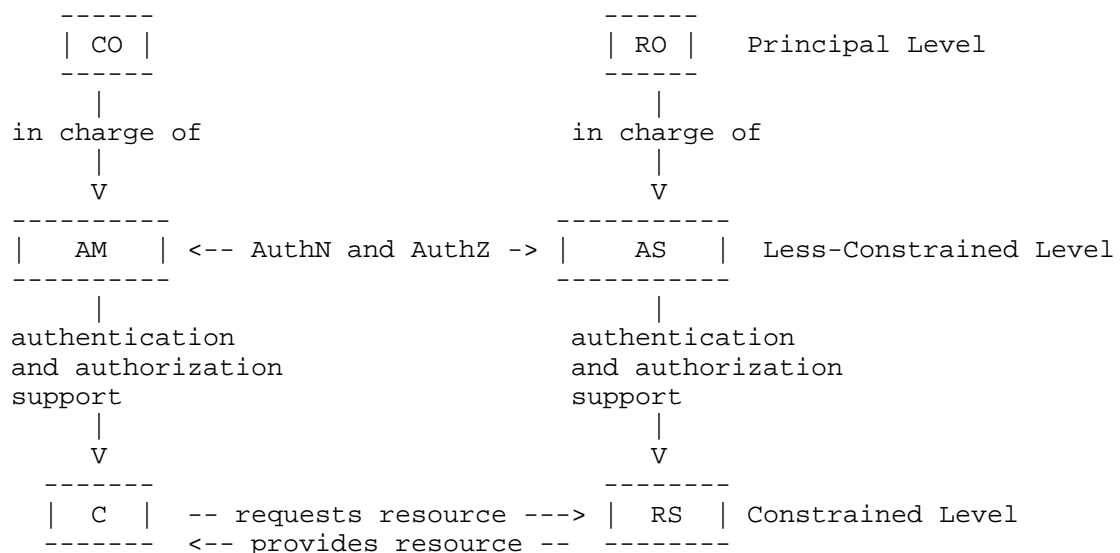 ------                             ------
   | CO |                             | RO |   Principal Level
   ------                             ------
     |                                  |
in charge of                        in charge of
     |                                  |
     V                                  V
----------                         -----------
|   AM   | <-- AuthN and AuthZ -> |    AS   |  Less-Constrained Level
----------                         -----------
     |                                  |
authentication                      authentication
and authorization                   and authorization
support                             support
     |                                  |
     V                                  V
  -------                             --------
  |  C  |  -- requests resource ---> |  RS  | Constrained Level
  -------  <-- provides resource --  --------